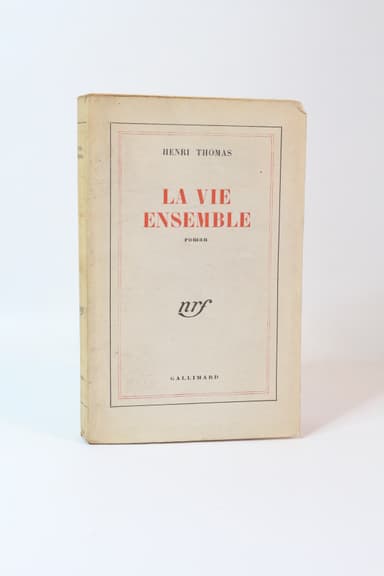 HENRI THOMAS
LA VIE
ENSEMBLE
roman
nrf
GALLIMARD